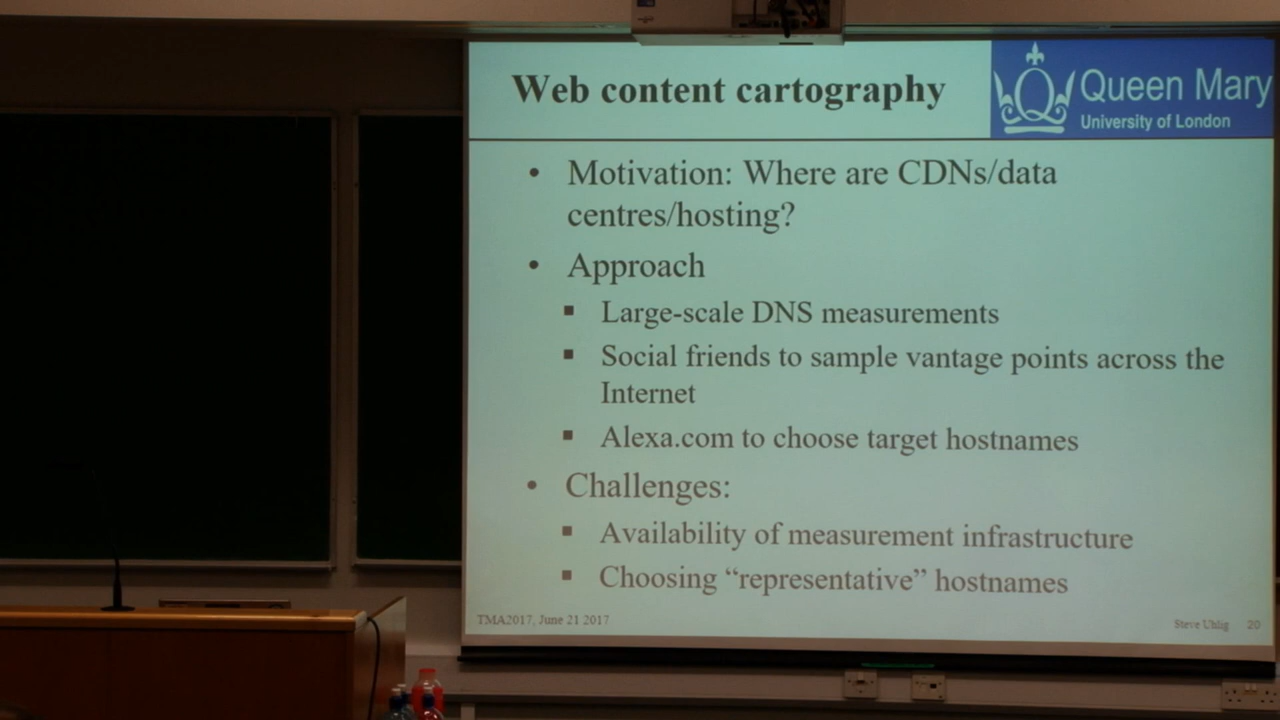 Web content cartography
Queen Mary
University of London
• Motivation: Where are CDNs/data
centres/hosting?
• Approach
▪ Large-scale DNS measurements
▪ Social friends to sample vantage points across the
Internet
▪ Alexa.com to choose target hostnames
• Challenges:
▪ Availability of measurement infrastructure
▪ Choosing “representative” hostnames
TMA2017, June 21 2017
Steve Uhlig 20